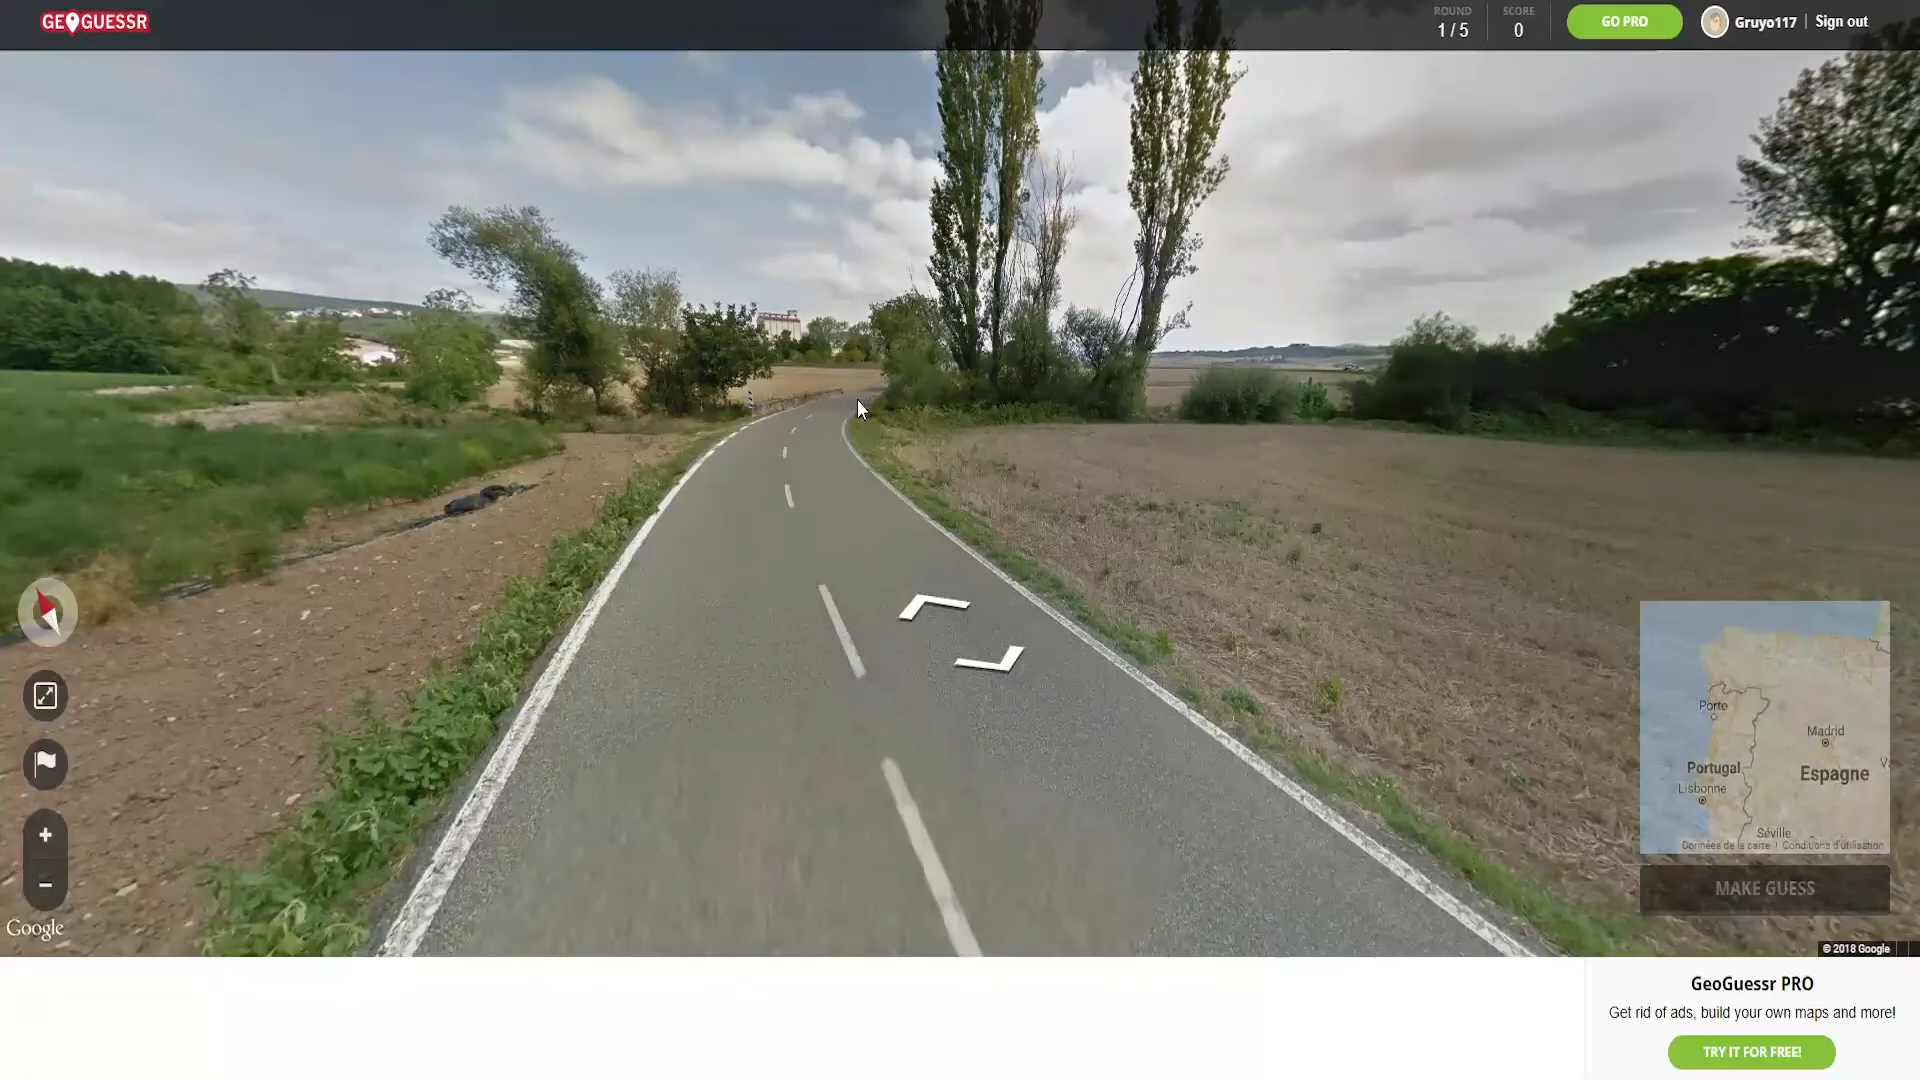 GEOGUESSR
ROUND
1 / 5
SCORE
0
GO PRO
Gruyo117 | Sign out
Porto
Madrid
Portugal
Espagne
Lisbonne
Séville
Données de la carte
Conditions d'utilisation
MAKE GUESS
Google
© 2018 Google
GeoGuessr PRO
Get rid of ads, build your own maps and more!
TRY IT FOR FREE!